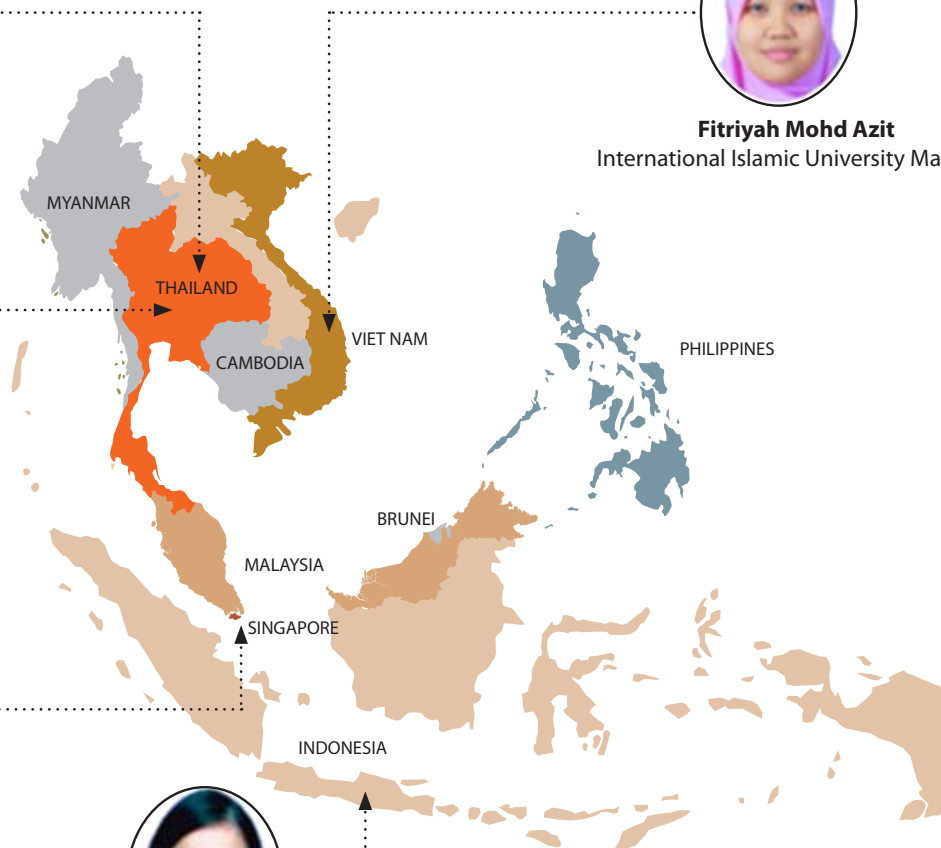 Fitriyah Mohd Azit
International Islamic University Ma
MYANMAR
THAILAND
VIET NAM
CAMBODIA
PHILIPPINES
BRUNEI
MALAYSIA
SINGAPORE
INDONESIA